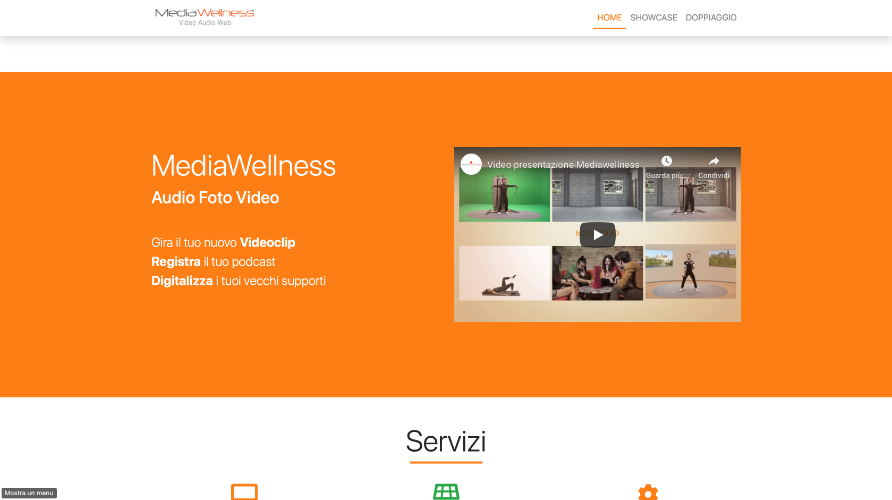 MediaWellness
Video Audio Web
HOME SHOWCASE DOPPIAGGIO
MediaWellness
Audio Foto Video
Gira il tuo nuovo Videoclip
Registra il tuo podcast
Digitalizza i tuoi vecchi supporti
Video presentazione Mediawellness
Guarda più... Condividi
Servizi
Mostra un menu